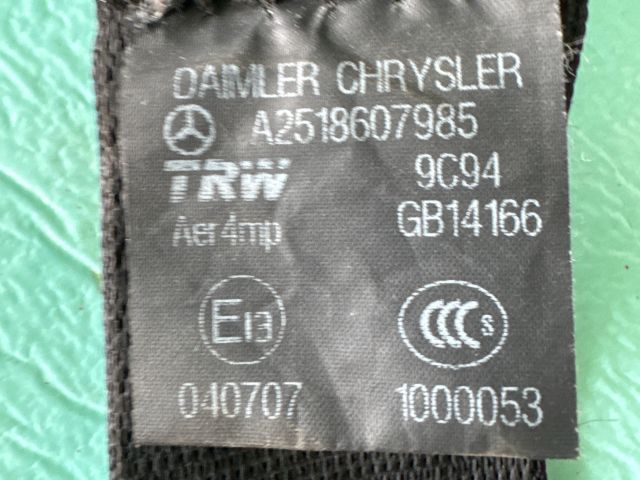 DAIMLER CHRYSLER
A2518607985
TRW 9C94
Aer4mp GB14166
E13 CCC S
040707 1000053